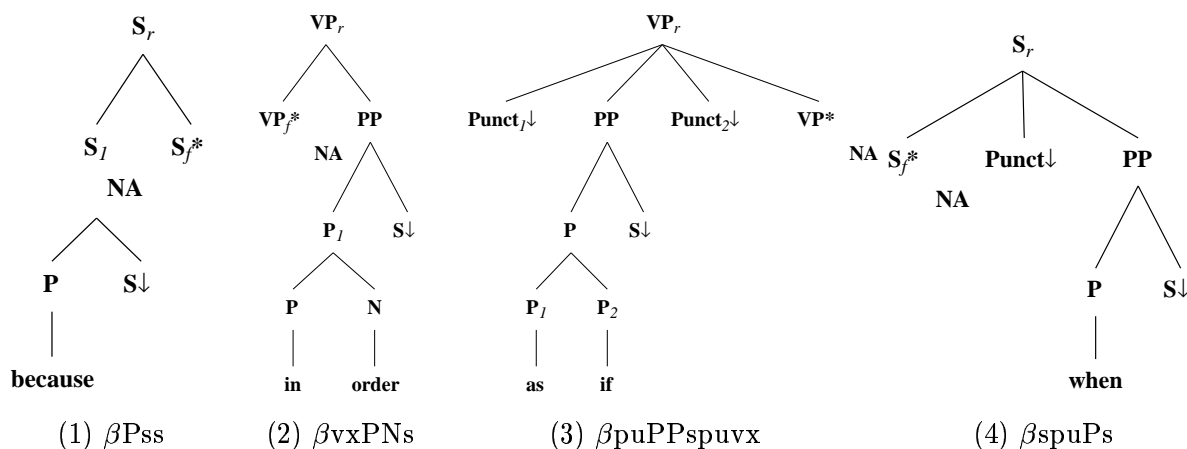 S_r
S_1 S_f*
NA
P S↓
because
(1) βPss
VP_r
VP_f* PP
NA
P_1 S↓
P N
in order
(2) βvxPNs
VP_r
Punct_1↓ PP Punct_2↓ VP*
P S↓
P_1 P_2
as if
(3) βpuPPspuvx
S_r
NA S_f* Punct↓ PP
NA
P S↓
when
(4) βspuPs